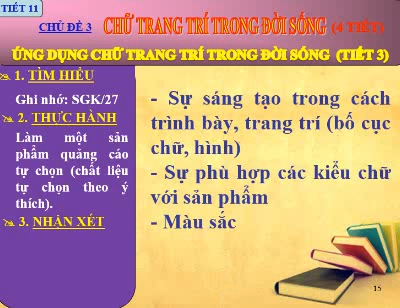 TIẾT 11
CHỦ ĐỀ 3 CHỮ TRANG TRÍ TRONG ĐỜI SỐNG (4 TIẾT)
ỨNG DỤNG CHỮ TRANG TRÍ TRONG ĐỜI SỐNG (TIẾT 3)
1. TÌM HIỂU
Ghi nhớ: SGK/27
2. THỰC HÀNH
Làm một sản
phẩm quảng cáo
tự chọn (chất liệu
tự chọn theo ý
thích).
3. NHẬN XÉT
- Sự sáng tạo trong cách
trình bày, trang trí (bố cục
chữ, hình)
- Sự phù hợp các kiểu chữ
với sản phẩm
- Màu sắc
15